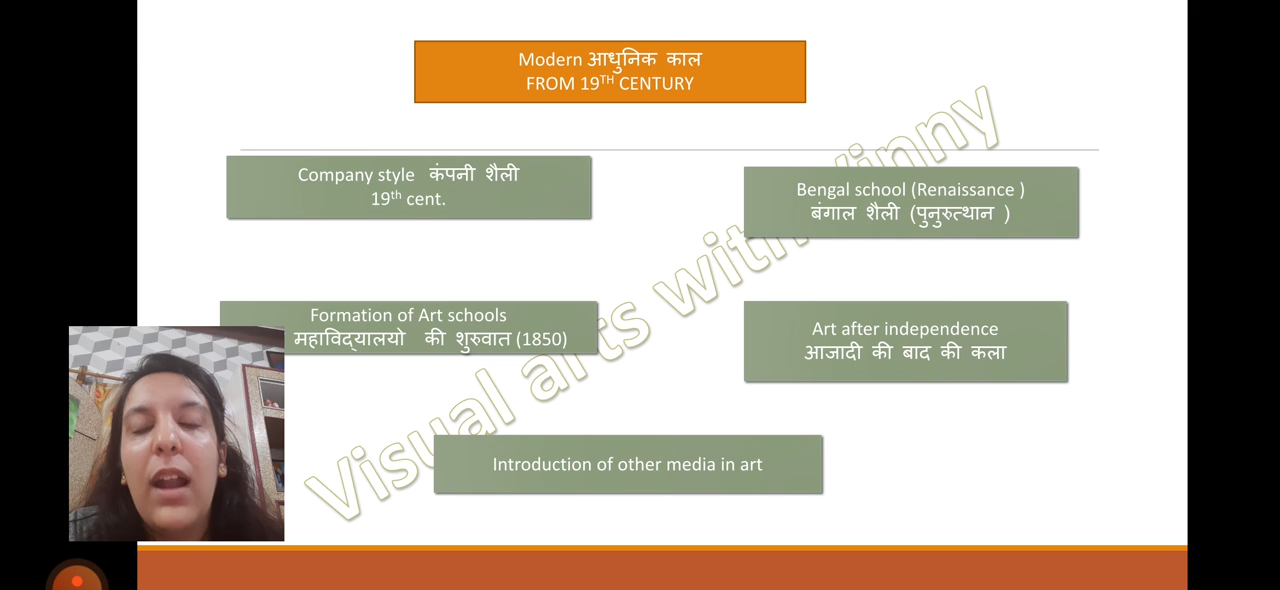 Modern आधुनिक काल
FROM 19TH CENTURY
Company style कंपनी शैली
19th cent.
Bengal school (Renaissance )
बंगाल शैली (पुनुरुत्थान )
Formation of Art schools
महाविद्यालयो की शुरुवात (1850)
Art after independence
आजादी की बाद की कला
Introduction of other media in art
Visual arts with